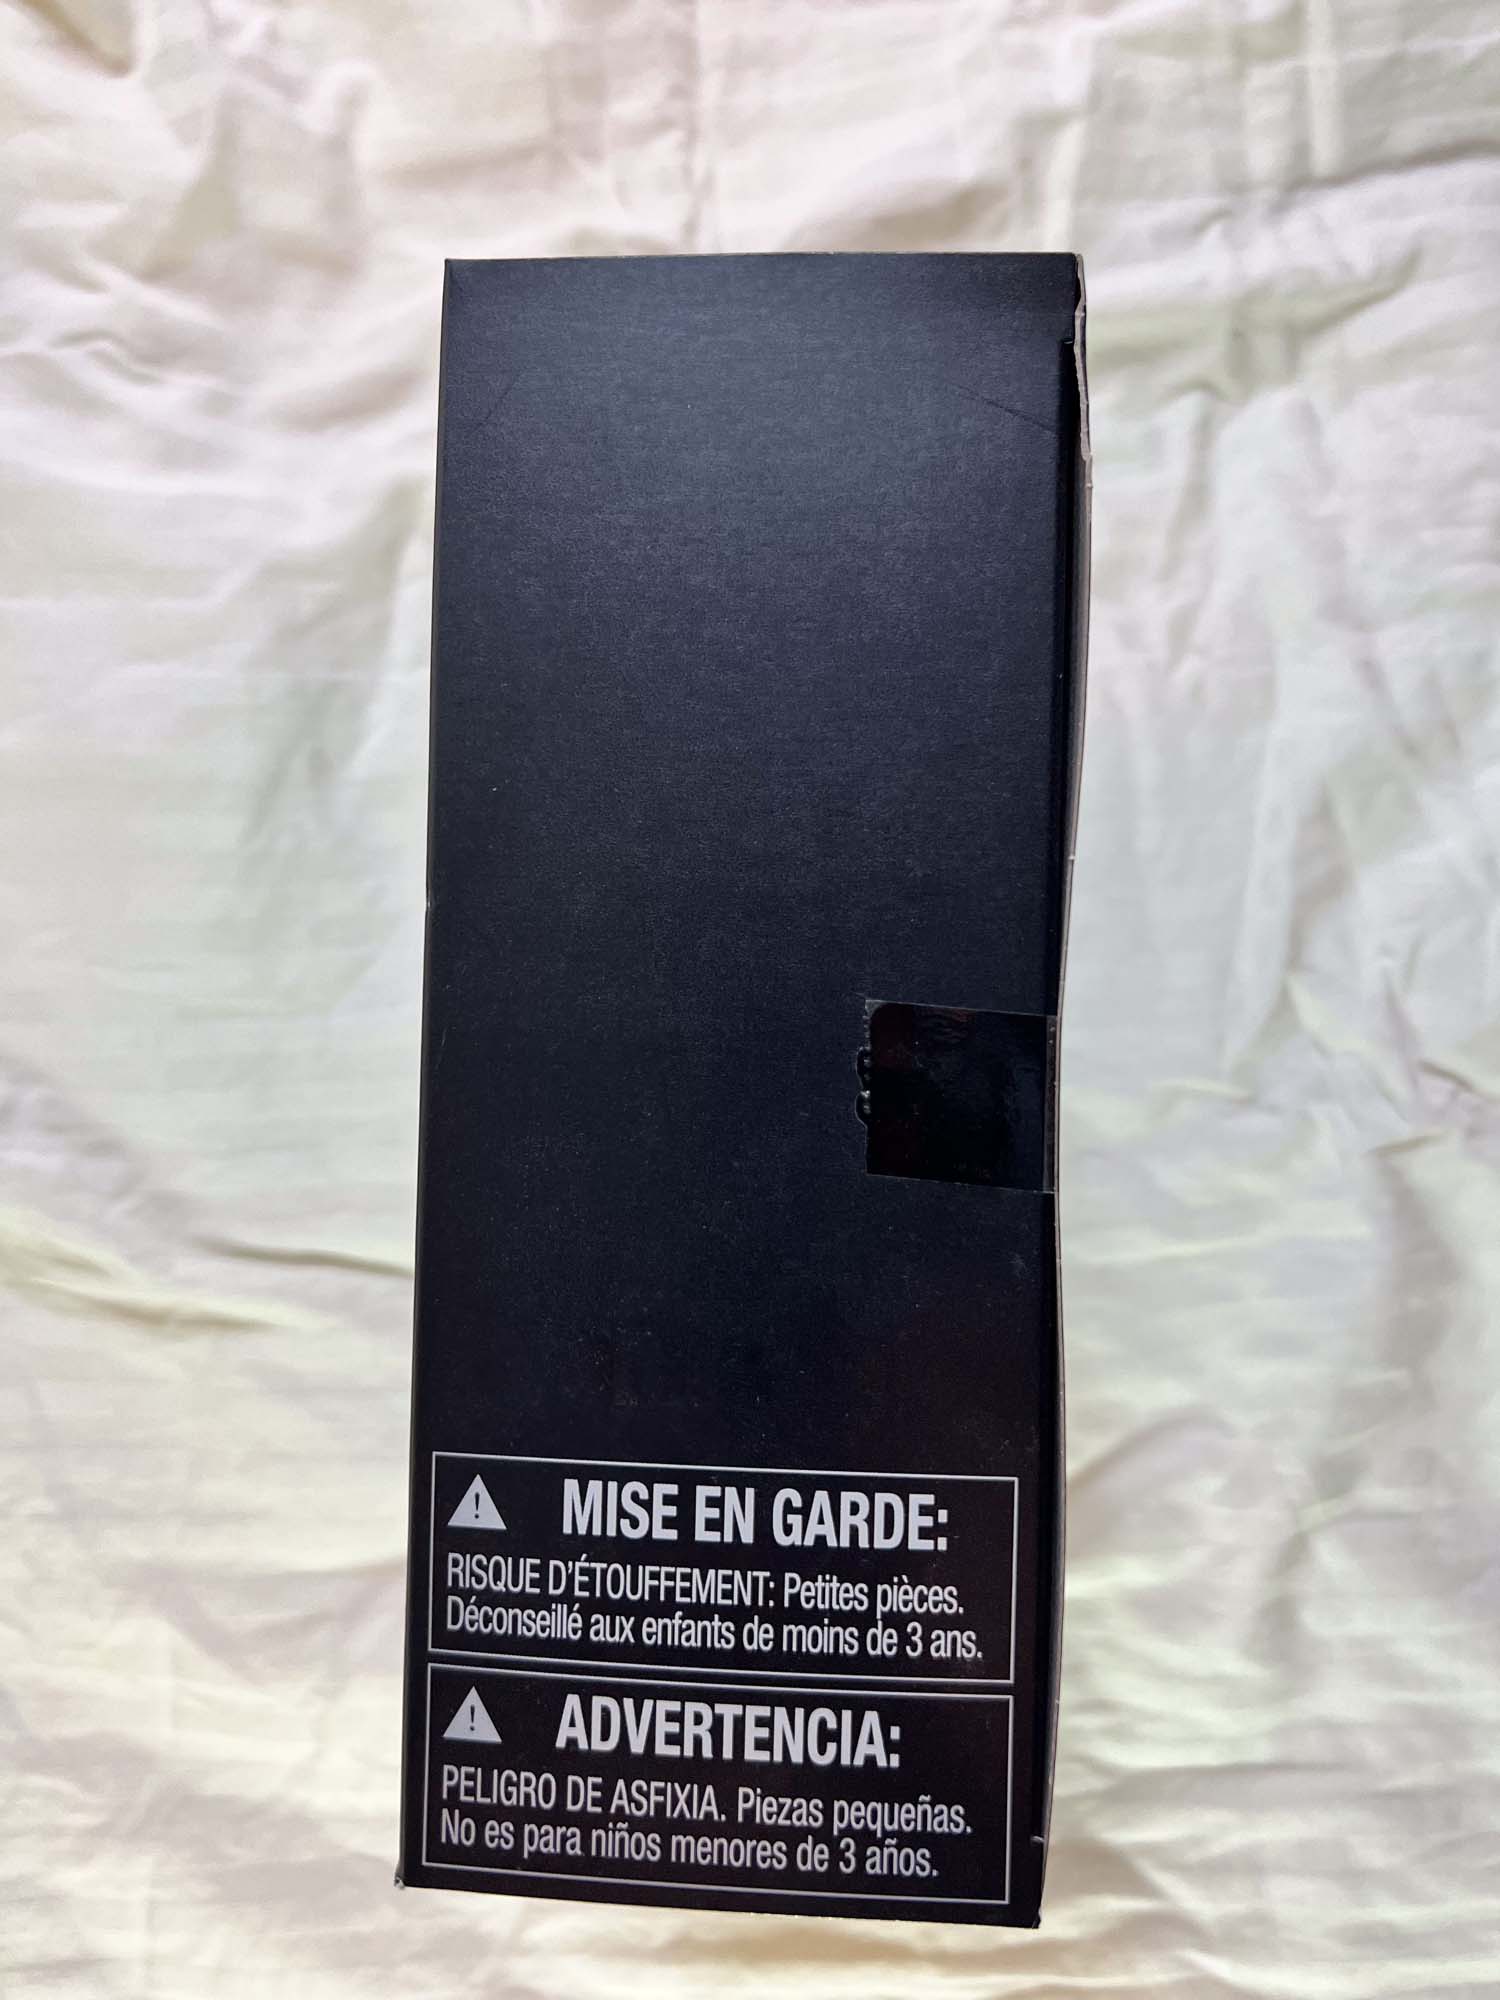 MISE EN GARDE:
RISQUE D'ÉTOUFFEMENT: Petites pièces.
Déconseillé aux enfants de moins de 3 ans.
ADVERTENCIA:
PELIGRO DE ASFIXIA. Piezas pequeñas.
No es para niños menores de 3 años.